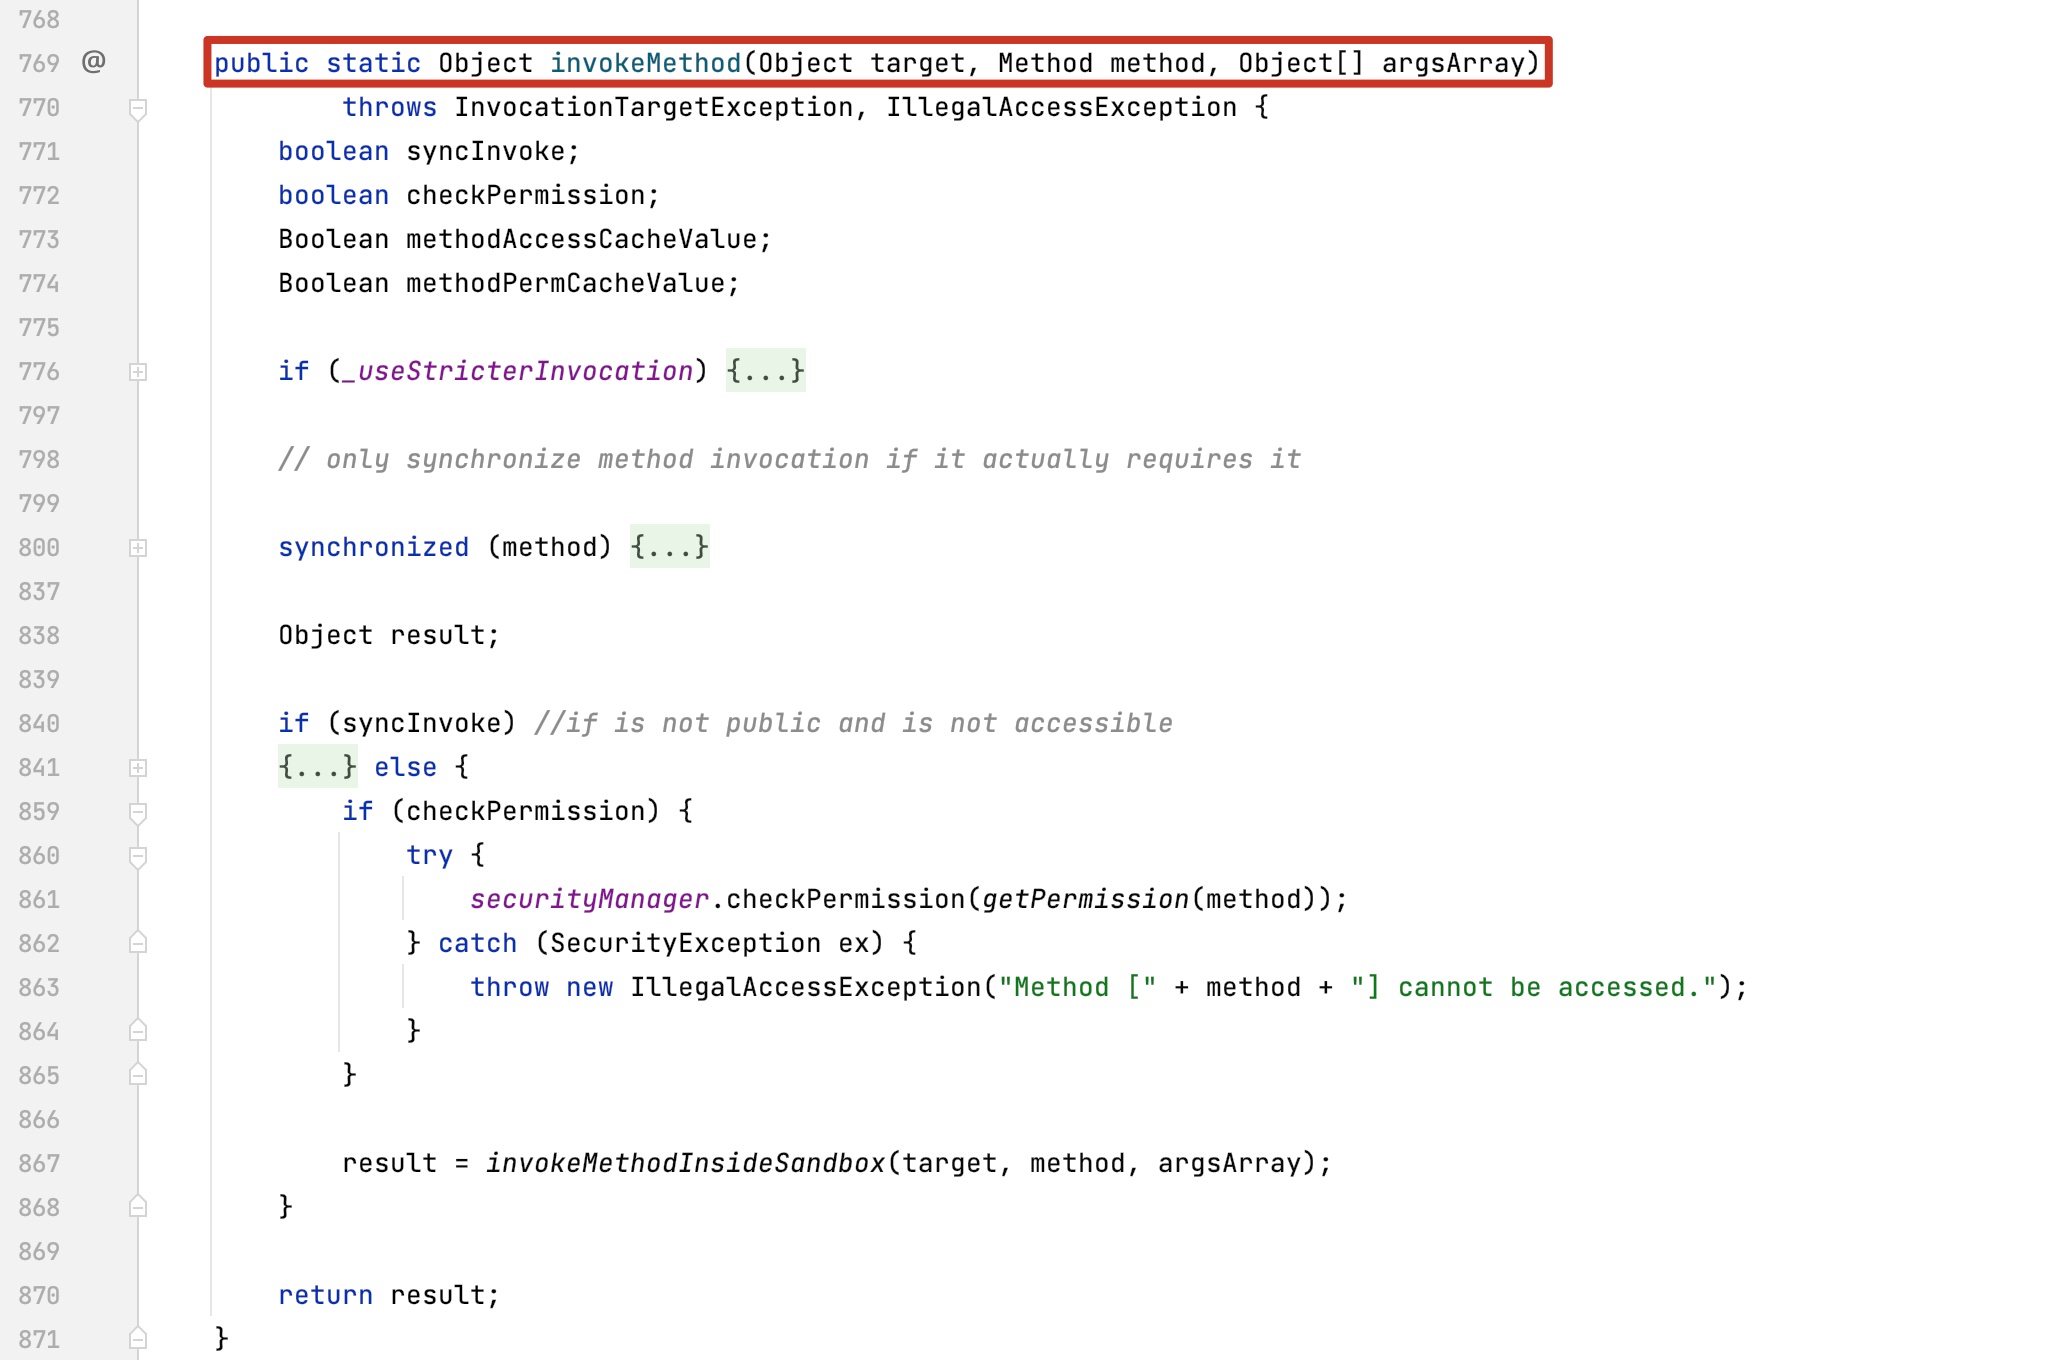 768
769 @ public static Object invokeMethod(Object target, Method method, Object[] argsArray)
770 throws InvocationTargetException, IllegalAccessException {
771 boolean syncInvoke;
772 boolean checkPermission;
773 Boolean methodAccessCacheValue;
774 Boolean methodPermCacheValue;
775
776 if (_useStricterInvocation) {...}
797
798 // only synchronize method invocation if it actually requires it
799
800 synchronized (method) {...}
837
838 Object result;
839
840 if (syncInvoke) //if is not public and is not accessible
841 {...} else {
859 if (checkPermission) {
860 try {
861 securityManager.checkPermission(getPermission(method));
862 } catch (SecurityException ex) {
863 throw new IllegalAccessException("Method [" + method + "] cannot be accessed.");
864 }
865 }
866
867 result = invokeMethodInsideSandbox(target, method, argsArray);
868 }
869
870 return result;
871 }